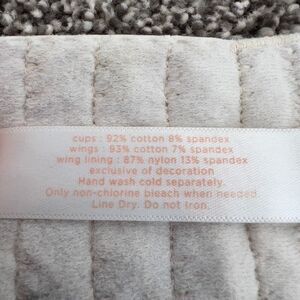 cups : 92% cotton 8% spandex
wings : 93% cotton 7% spandex
wing lining : 87% nylon 13% spandex
exclusive of decoration
Hand wash cold separately.
Only non-chlorine bleach when needed.
Line Dry. Do not Iron.